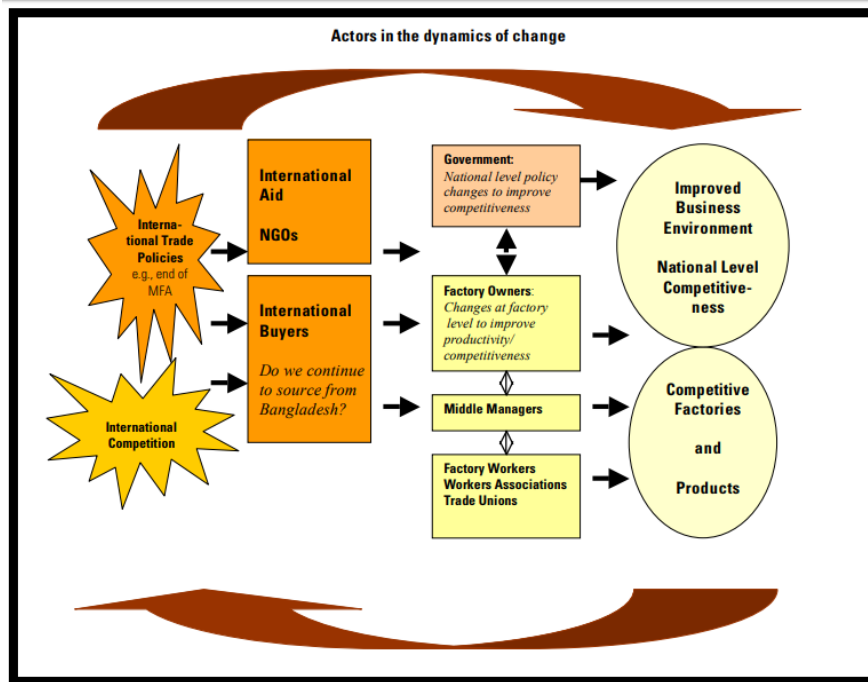 Actors in the dynamics of change
Interna-
tional Trade
Policies
e.g., end of
MFA
International
Competition
International
Aid
NGOs
International
Buyers
Do we continue
to source from
Bangladesh?
Government:
National level policy
changes to improve
competitiveness
Factory Owners:
Changes at factory
level to improve
productivity/
competitiveness
Middle Managers
Factory Workers
Workers Associations
Trade Unions
Improved
Business
Environment
National Level
Competitive-
ness
Competitive
Factories
and
Products